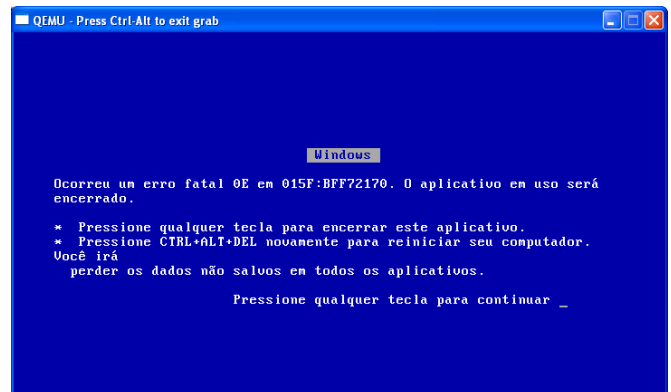 QEMU - Press Ctrl-Alt to exit grab
Windows
Ocorreu um erro fatal 0E em 015F:BFF72170. O aplicativo em uso será
encerrado.
* Pressione qualquer tecla para encerrar este aplicativo.
* Pressione CTRL+ALT+DEL novamente para reiniciar seu computador.
Você irá
perder os dados não salvos em todos os aplicativos.
Pressione qualquer tecla para continuar _